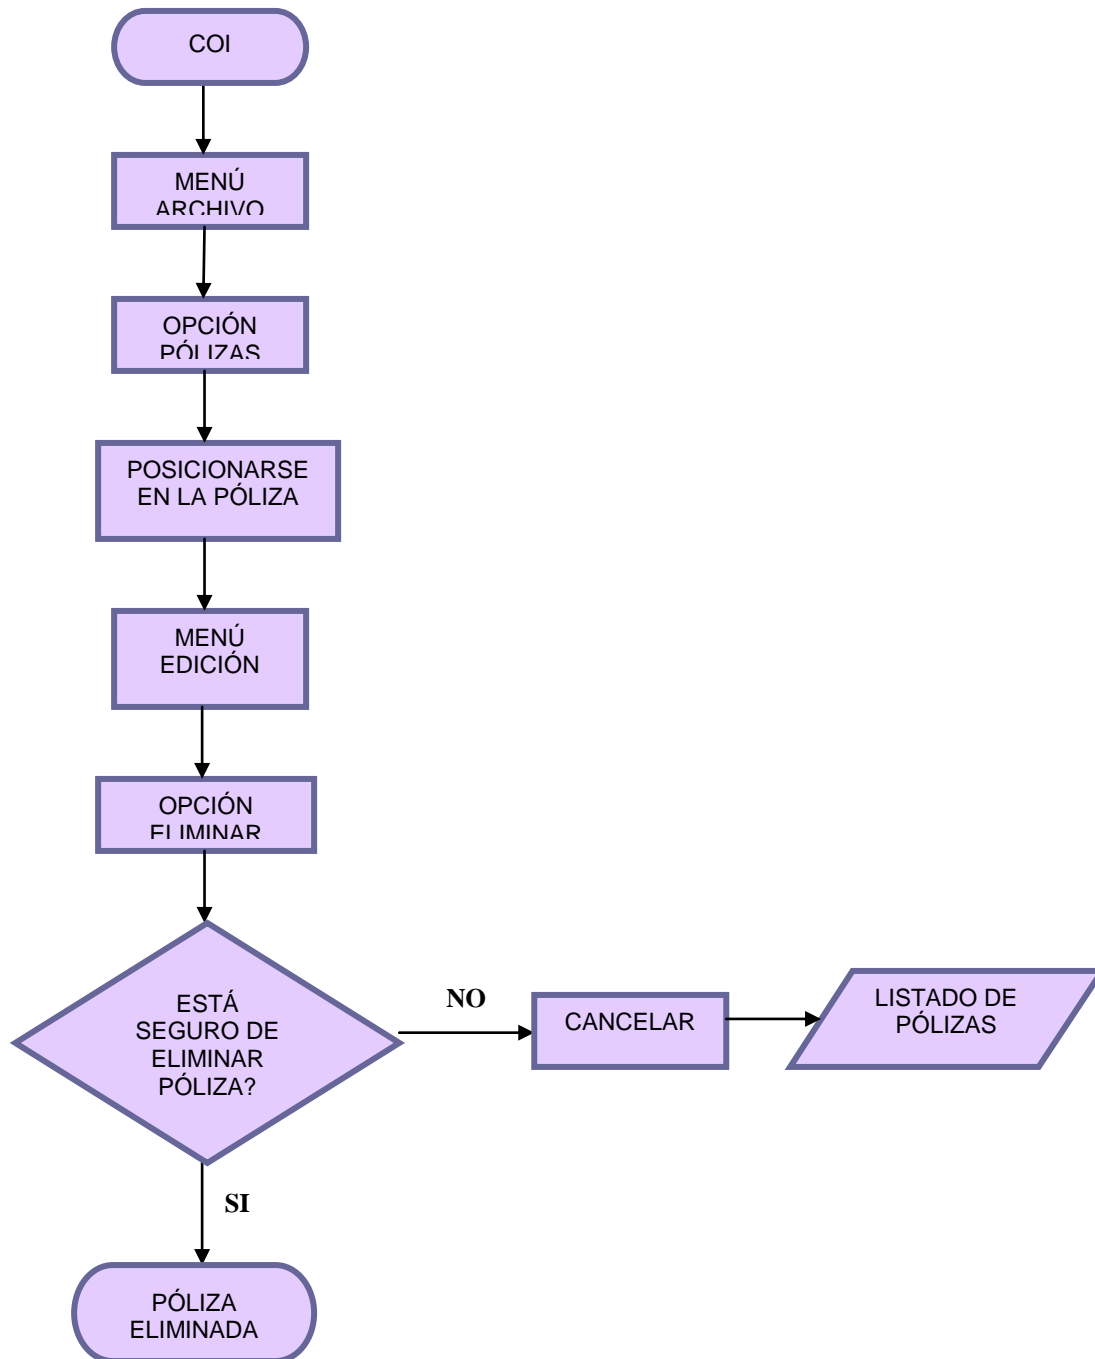 COI
MENÚ
ARCHIVO
OPCIÓN
PÓLIZAS
POSICIONARSE
EN LA PÓLIZA
MENÚ
EDICIÓN
OPCIÓN
ELIMINAR
ESTÁ
SEGURO DE
ELIMINAR
PÓLIZA?
NO
CANCELAR
LISTADO DE
PÓLIZAS
SI
PÓLIZA
ELIMINADA